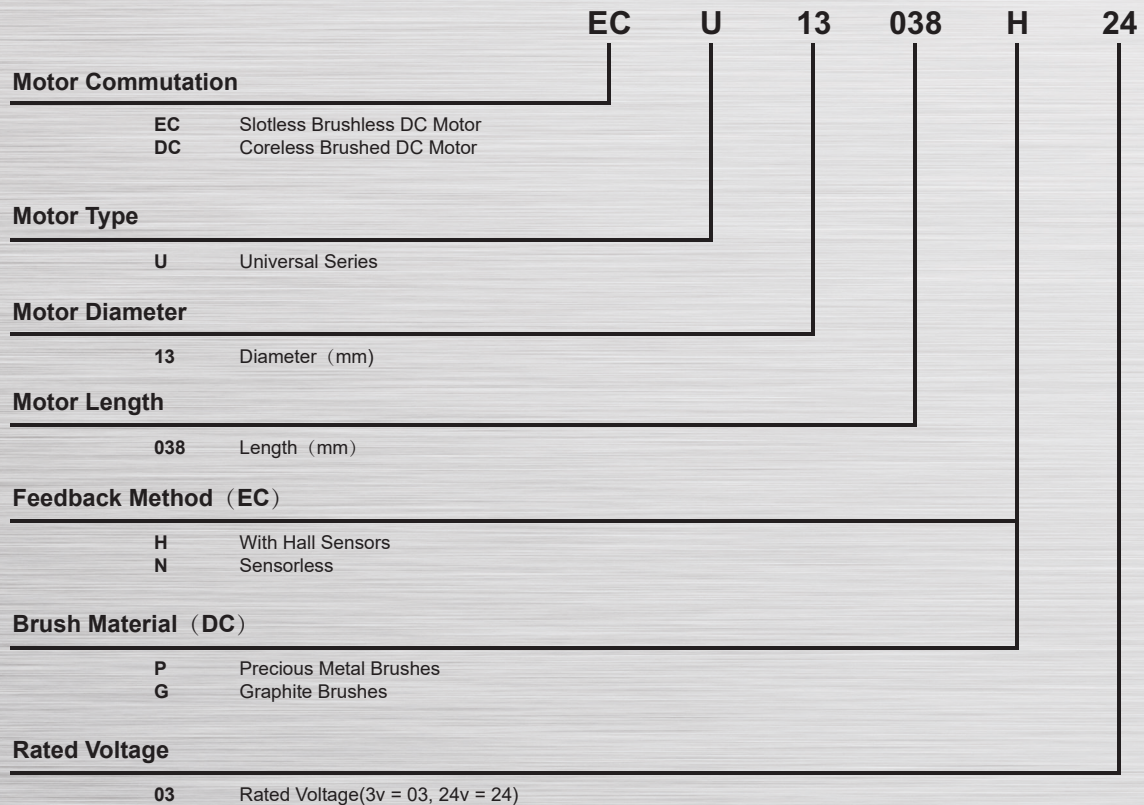 EC U 13 038 H 24
Motor Commutation
EC Slotless Brushless DC Motor
DC Coreless Brushed DC Motor
Motor Type
U Universal Series
Motor Diameter
13 Diameter（mm)
Motor Length
038 Length（mm）
Feedback Method（EC）
H With Hall Sensors
N Sensorless
Brush Material（DC）
P Precious Metal Brushes
G Graphite Brushes
Rated Voltage
03 Rated Voltage(3v = 03, 24v = 24)